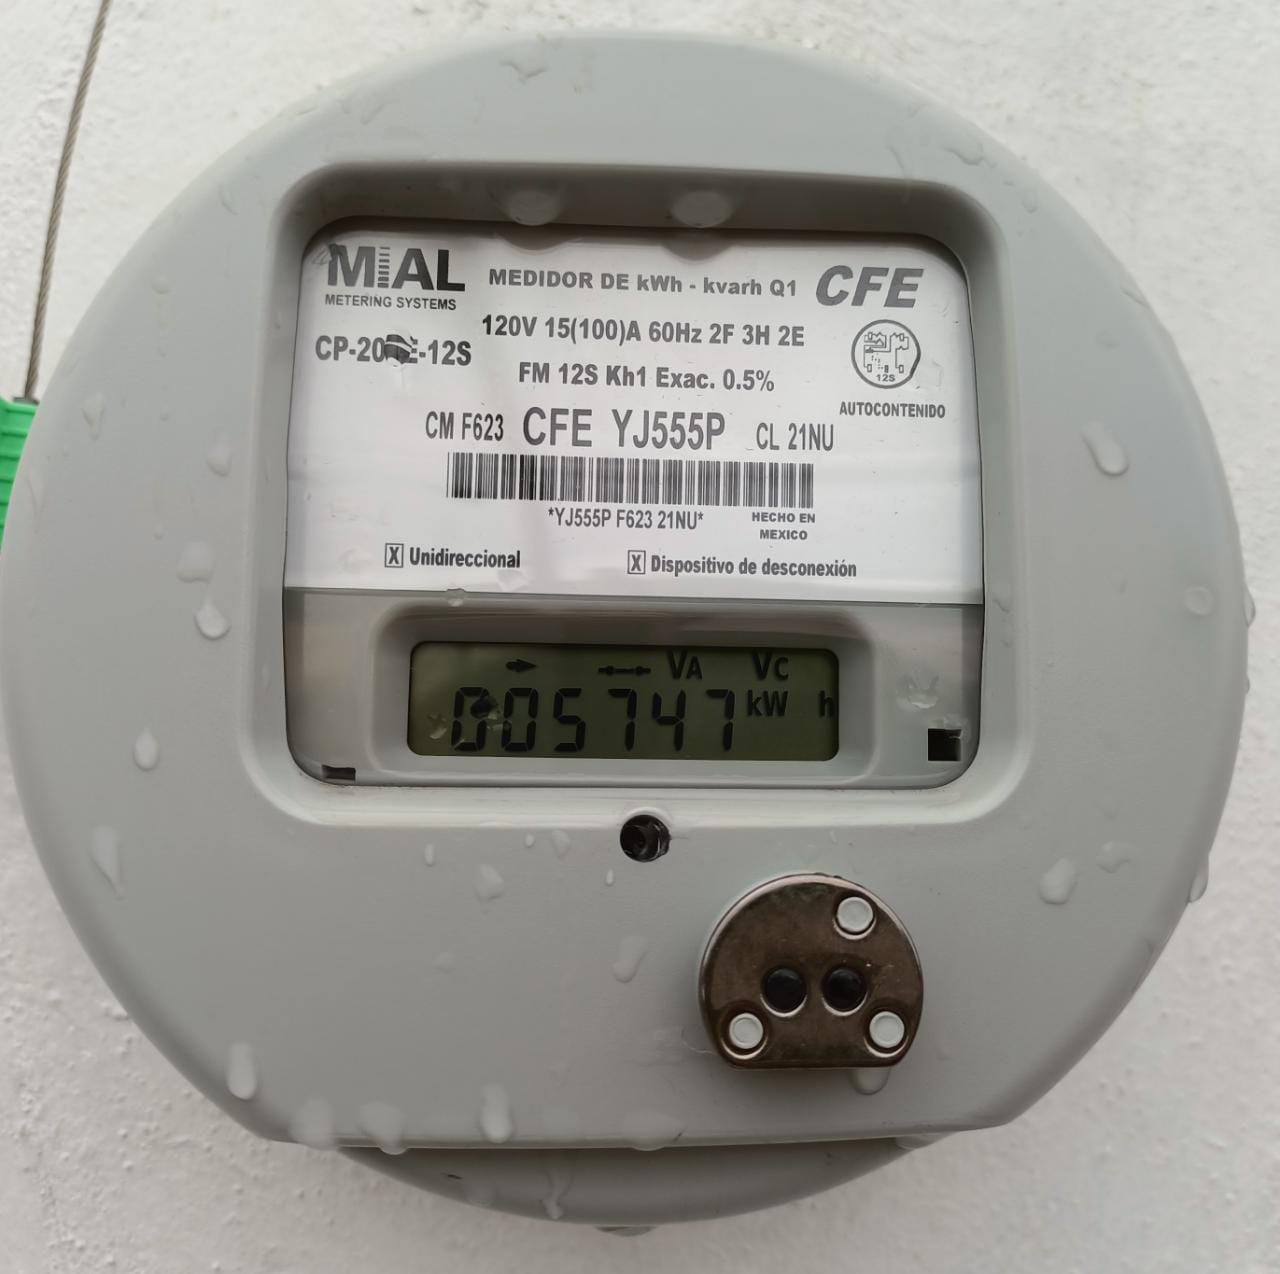 MIAL
METERING SYSTEMS
MEDIDOR DE kWh - kvarh Q1
CFE
120V 15(100)A 60Hz 2F 3H 2E
FM 12S Kh1 Exac. 0.5%
12S
AUTOCONTENIDO
CM F623 CFE YJ555P CL 21NU
*YJ555P F623 21NU*
HECHO EN
MEXICO
X Unidireccional X Dispositivo de desconexión
VA VC
005747 kW h